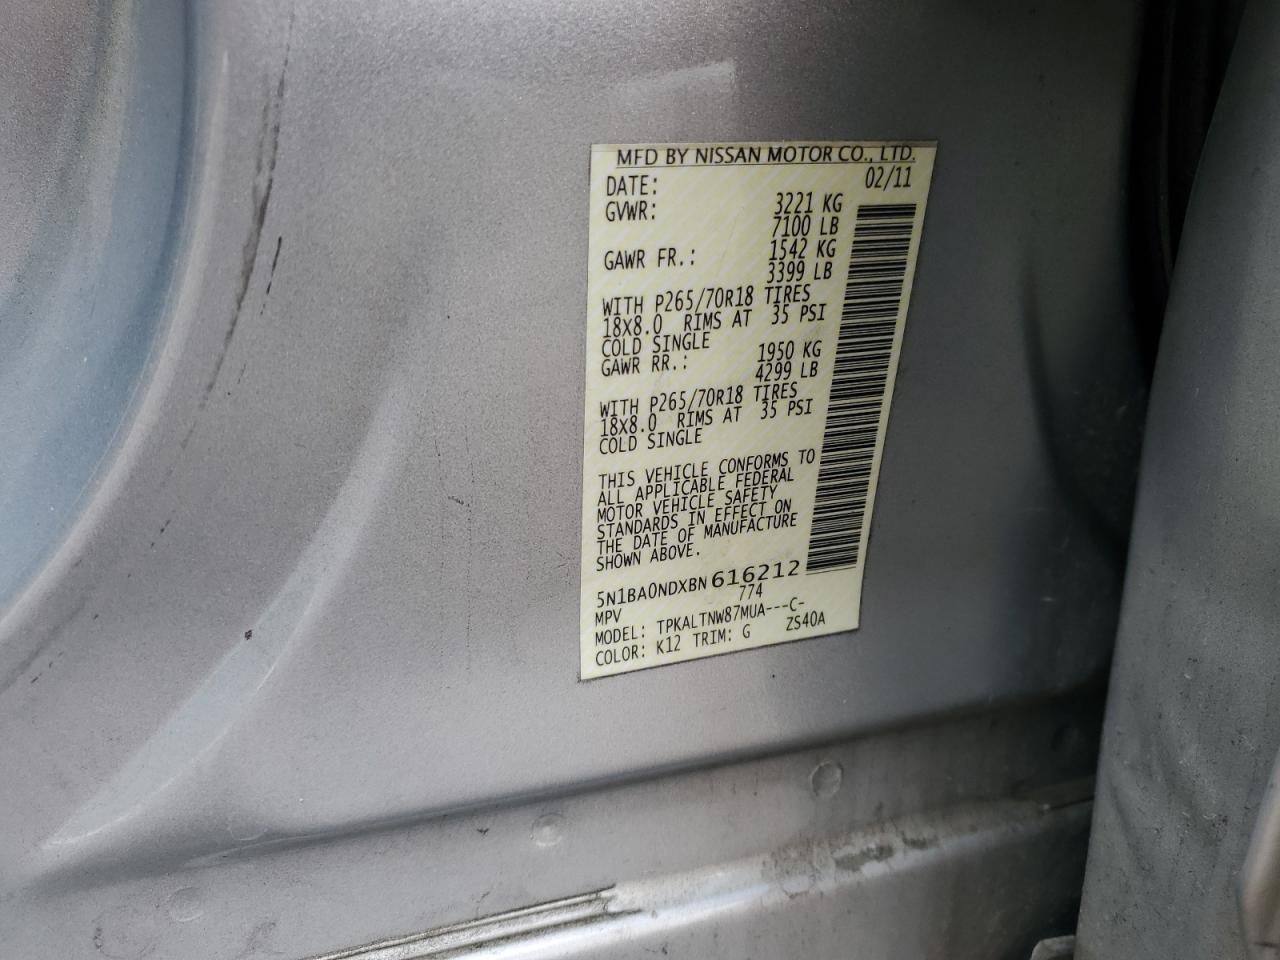 MFD BY NISSAN MOTOR CO., LTD.
DATE: 02/11
GVWR: 3221 KG
7100 LB
GAWR FR.: 1542 KG
3399 LB
WITH P265/70R18 TIRES
18X8.0 RIMS AT 35 PSI
COLD SINGLE
GAWR RR.: 1950 KG
4299 LB
WITH P265/70R18 TIRES
18X8.0 RIMS AT 35 PSI
COLD SINGLE
THIS VEHICLE CONFORMS TO
ALL APPLICABLE FEDERAL
MOTOR VEHICLE SAFETY
STANDARDS IN EFFECT ON
THE DATE OF MANUFACTURE
SHOWN ABOVE.
5N1BA0NDXBN616212
MPV 774
MODEL: TPKALTNW87MUA---C-
COLOR: K12 TRIM: G ZS40A